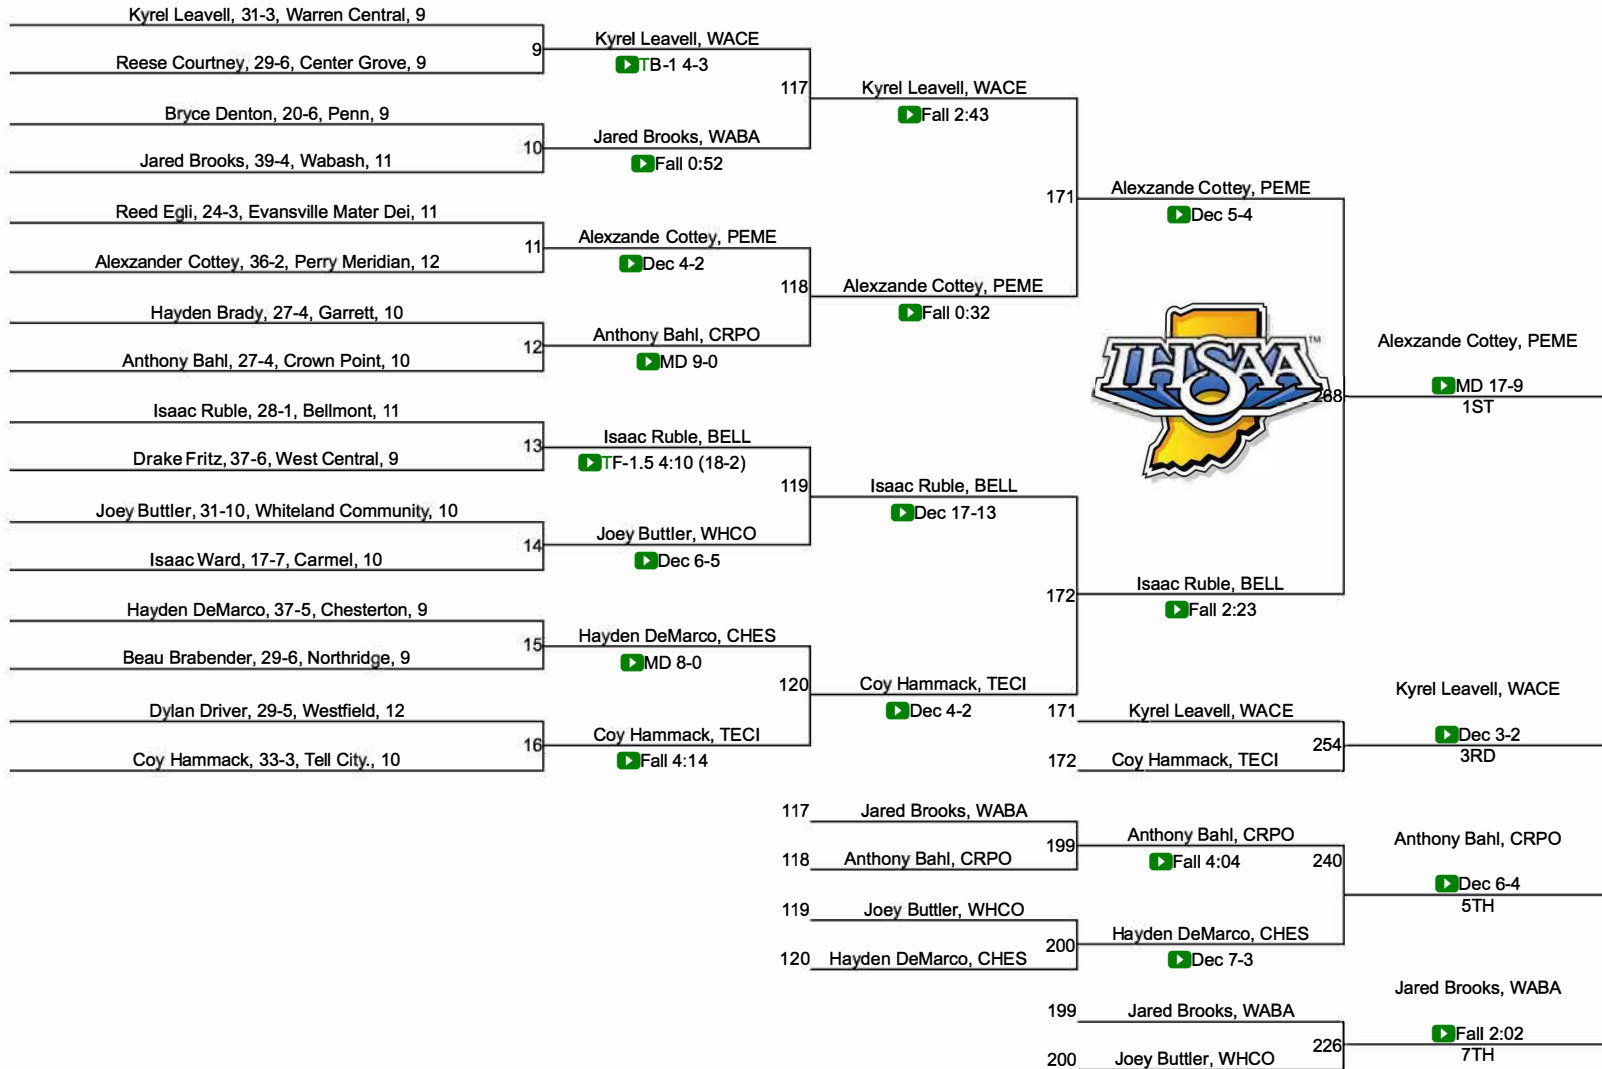 Kyrel Leavell, 31-3, Warren Central, 9
Reese Courtney, 29-6, Center Grove, 9
9
Kyrel Leavell, WACE
TB-1 4-3
Bryce Denton, 20-6, Penn, 9
Jared Brooks, 39-4, Wabash, 11
10
Jared Brooks, WABA
Fall 0:52
117
Kyrel Leavell, WACE
Fall 2:43
Reed Egli, 24-3, Evansville Mater Dei, 11
Alexzander Cottey, 36-2, Perry Meridian, 12
11
Alexzande Cottey, PEME
Dec 4-2
Hayden Brady, 27-4, Garrett, 10
Anthony Bahl, 27-4, Crown Point, 10
12
Anthony Bahl, CRPO
MD 9-0
118
Alexzande Cottey, PEME
Fall 0:32
171
Alexzande Cottey, PEME
Dec 5-4
Isaac Ruble, 28-1, Bellmont, 11
Drake Fritz, 37-6, West Central, 9
13
Isaac Ruble, BELL
TF-1.5 4:10 (18-2)
Joey Buttler, 31-10, Whiteland Community, 10
Isaac Ward, 17-7, Carmel, 10
14
Joey Buttler, WHCO
Dec 6-5
119
Isaac Ruble, BELL
Dec 17-13
Hayden DeMarco, 37-5, Chesterton, 9
Beau Brabender, 29-6, Northridge, 9
15
Hayden DeMarco, CHES
MD 8-0
Dylan Driver, 29-5, Westfield, 12
Coy Hammack, 33-3, Tell City., 10
16
Coy Hammack, TECI
Fall 4:14
120
Coy Hammack, TECI
Dec 4-2
172
Isaac Ruble, BELL
Fall 2:23
IHSAA
TM
268
Alexzande Cottey, PEME
MD 17-9
1ST
171
Kyrel Leavell, WACE
172
Coy Hammack, TECI
254
Kyrel Leavell, WACE
Dec 3-2
3RD
117
Jared Brooks, WABA
118
Anthony Bahl, CRPO
199
Anthony Bahl, CRPO
Fall 4:04
119
Joey Buttler, WHCO
120
Hayden DeMarco, CHES
200
Hayden DeMarco, CHES
Dec 7-3
240
Anthony Bahl, CRPO
Dec 6-4
5TH
199
Jared Brooks, WABA
200
Joey Buttler, WHCO
226
Jared Brooks, WABA
Fall 2:02
7TH